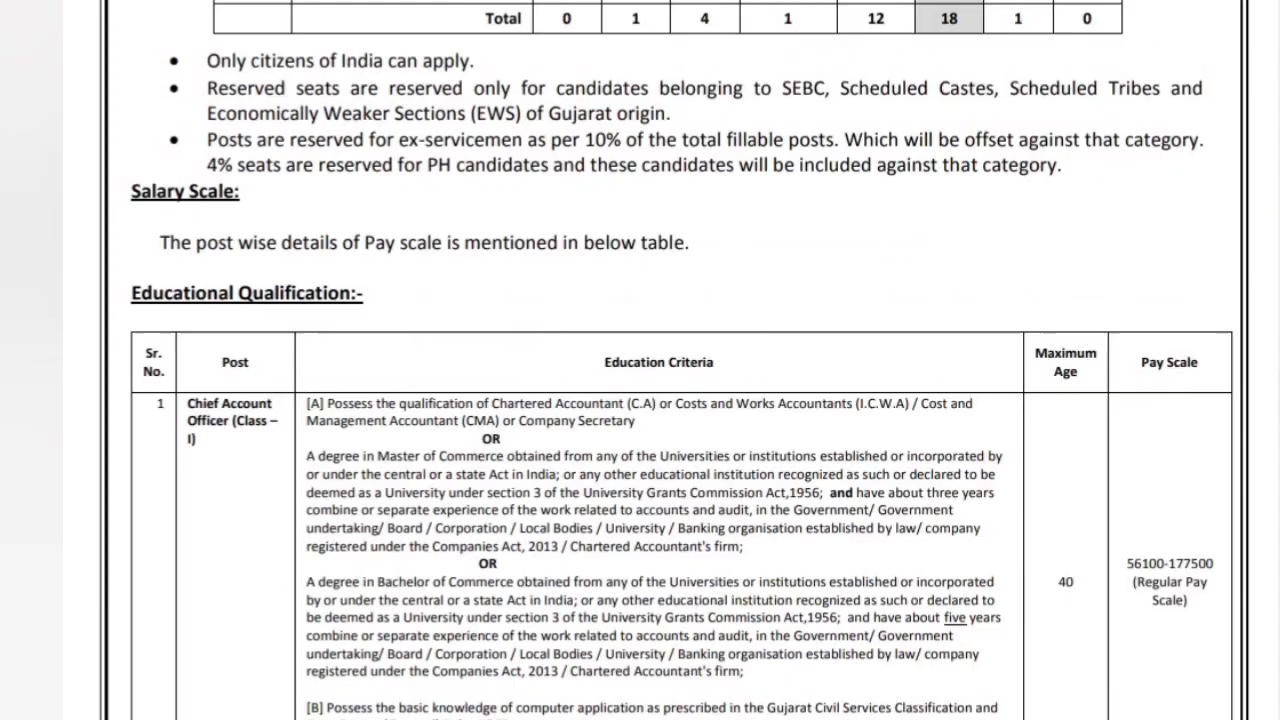 Total 0 1 4 1 12 18 1 0
• Only citizens of India can apply.
• Reserved seats are reserved only for candidates belonging to SEBC, Scheduled Castes, Scheduled Tribes and
Economically Weaker Sections (EWS) of Gujarat origin.
• Posts are reserved for ex-servicemen as per 10% of the total fillable posts. Which will be offset against that category.
4% seats are reserved for PH candidates and these candidates will be included against that category.
Salary Scale:
The post wise details of Pay scale is mentioned in below table.
Educational Qualification:-
Sr. No.
Post
Education Criteria
Maximum Age
Pay Scale
1
Chief Account
Officer (Class –
I)
[A] Possess the qualification of Chartered Accountant (C.A) or Costs and Works Accountants (I.C.W.A) / Cost and
Management Accountant (CMA) or Company Secretary
OR
A degree in Master of Commerce obtained from any of the Universities or institutions established or incorporated by
or under the central or a state Act in India; or any other educational institution recognized as such or declared to be
deemed as a University under section 3 of the University Grants Commission Act,1956; and have about three years
combine or separate experience of the work related to accounts and audit, in the Government/ Government
undertaking/ Board / Corporation / Local Bodies / University / Banking organisation established by law/ company
registered under the Companies Act, 2013 / Chartered Accountant's firm;
OR
A degree in Bachelor of Commerce obtained from any of the Universities or institutions established or incorporated
by or under the central or a state Act in India; or any other educational institution recognized as such or declared to
be deemed as a University under section 3 of the University Grants Commission Act,1956; and have about five years
combine or separate experience of the work related to accounts and audit, in the Government/ Government
undertaking/ Board / Corporation / Local Bodies / University / Banking organisation established by law/ company
registered under the Companies Act, 2013 / Chartered Accountant's firm;
[B] Possess the basic knowledge of computer application as prescribed in the Gujarat Civil Services Classification and
40
56100-177500
(Regular Pay
Scale)